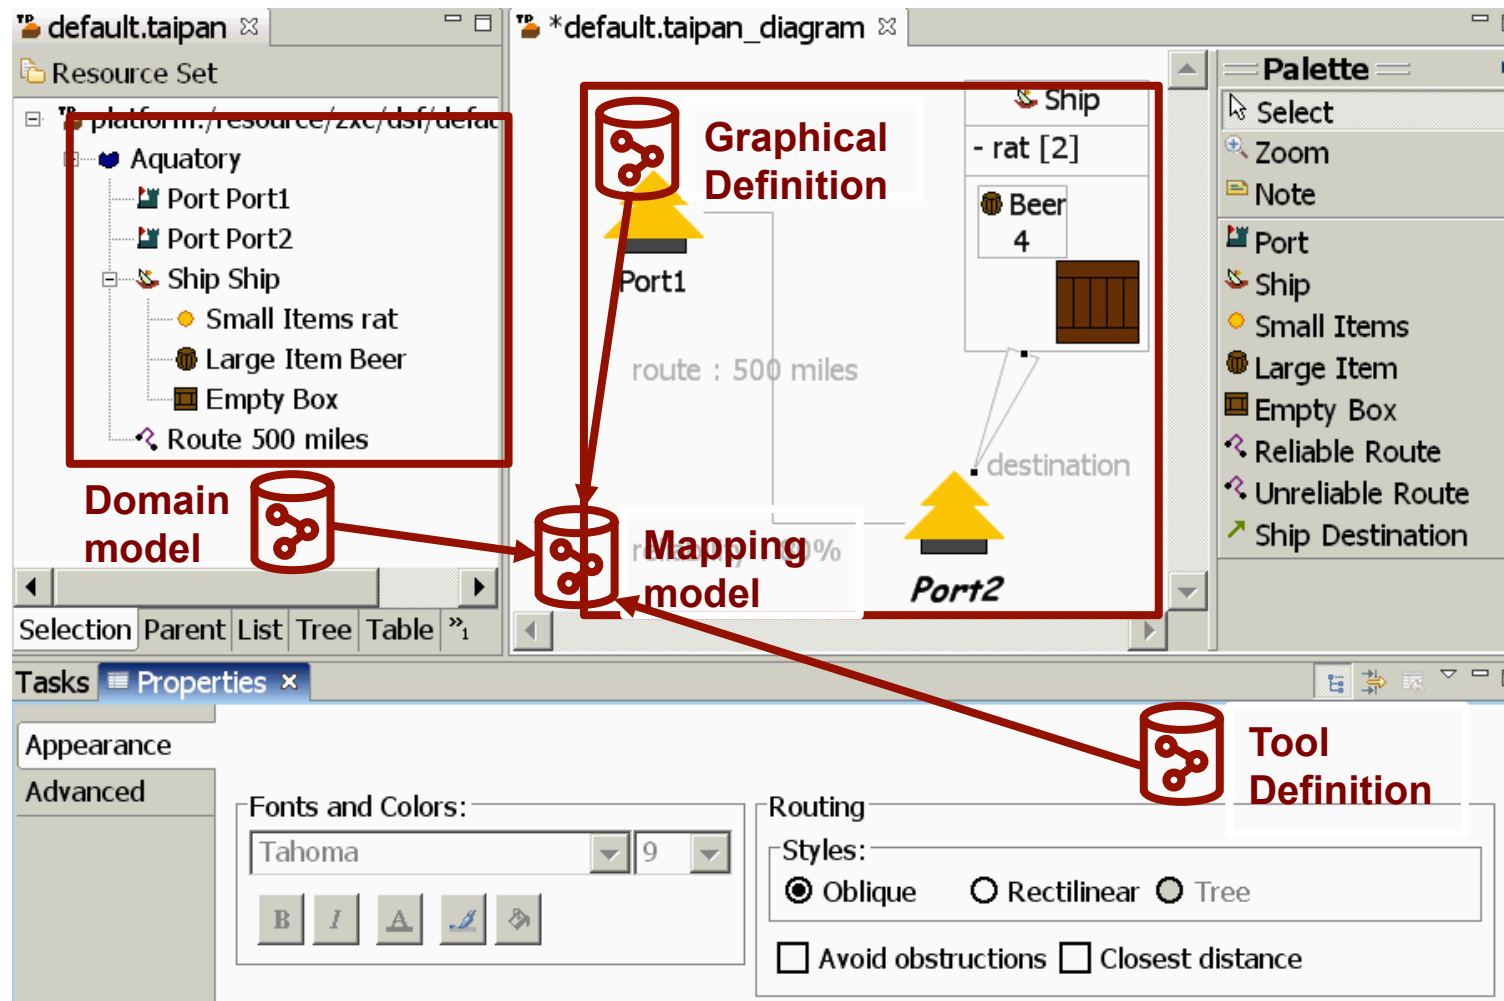 default.taipan
Resource Set
platform:/resource/zxc/dsf/defac
Aquatory
Port Port1
Port Port2
Ship Ship
Small Items rat
Large Item Beer
Empty Box
Route 500 miles
Domain
model
Selection Parent List Tree Table »1
*default.taipan_diagram
Graphical
Definition
Ship
- rat [2]
Beer
4
Port1
route : 500 miles
destination
Mapping
model
80%
Port2
Palette
Select
Zoom
Note
Port
Ship
Small Items
Large Item
Empty Box
Reliable Route
Unreliable Route
Ship Destination
Tasks Properties
Appearance
Advanced
Fonts and Colors:
Tahoma 9
B I A
Tool
Definition
Routing
Styles:
Oblique Rectilinear Tree
Avoid obstructions Closest distance